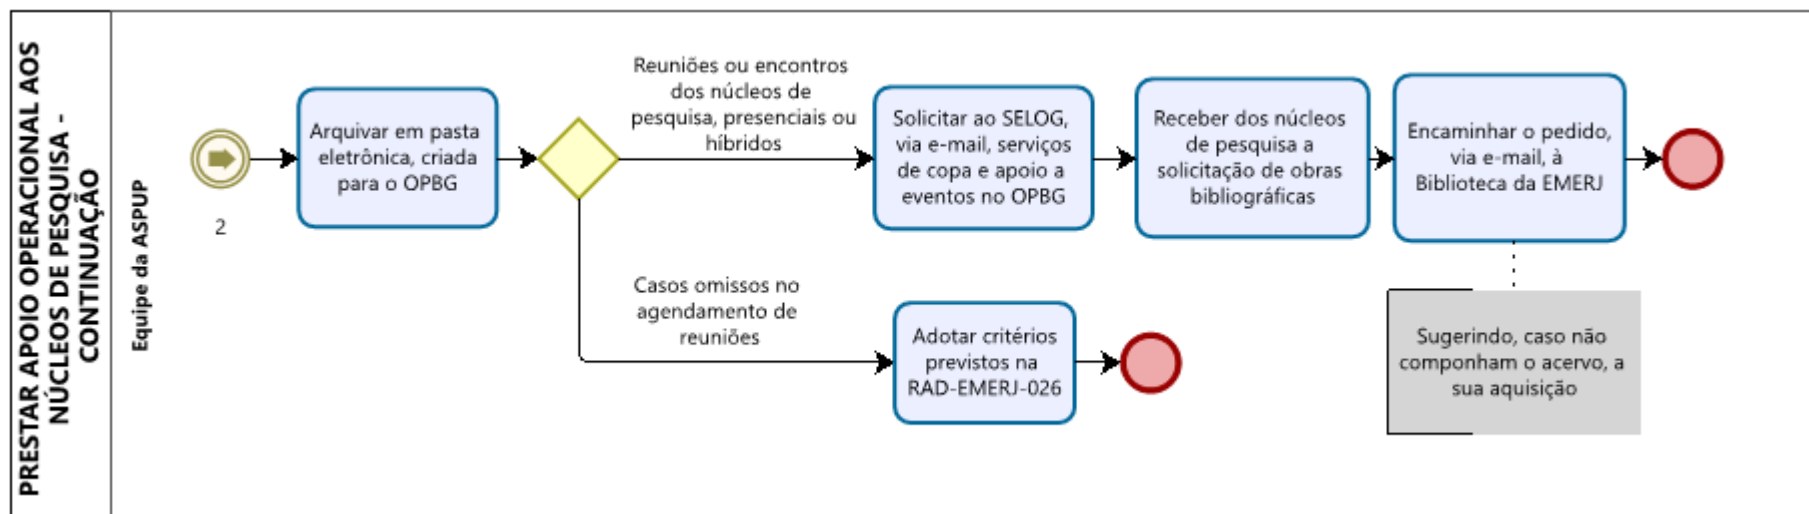 PRESTAR APOIO OPERACIONAL AOS
NÚCLEOS DE PESQUISA -
CONTINUAÇÃO
Equipe da ASPUP
2
Arquivar em pasta
eletrônica, criada
para o OPBG
Reuniões ou encontros
dos núcleos de
pesquisa, presenciais ou
híbridos
Solicitar ao SELOG,
via e-mail, serviços
de copa e apoio a
eventos no OPBG
Receber dos núcleos
de pesquisa a
solicitação de obras
bibliográficas
Encaminhar o pedido,
via e-mail, à
Biblioteca da EMERJ
Casos omissos no
agendamento de
reuniões
Adotar critérios
previstos na
RAD-EMERJ-026
Sugerindo, caso não
componham o acervo, a
sua aquisição